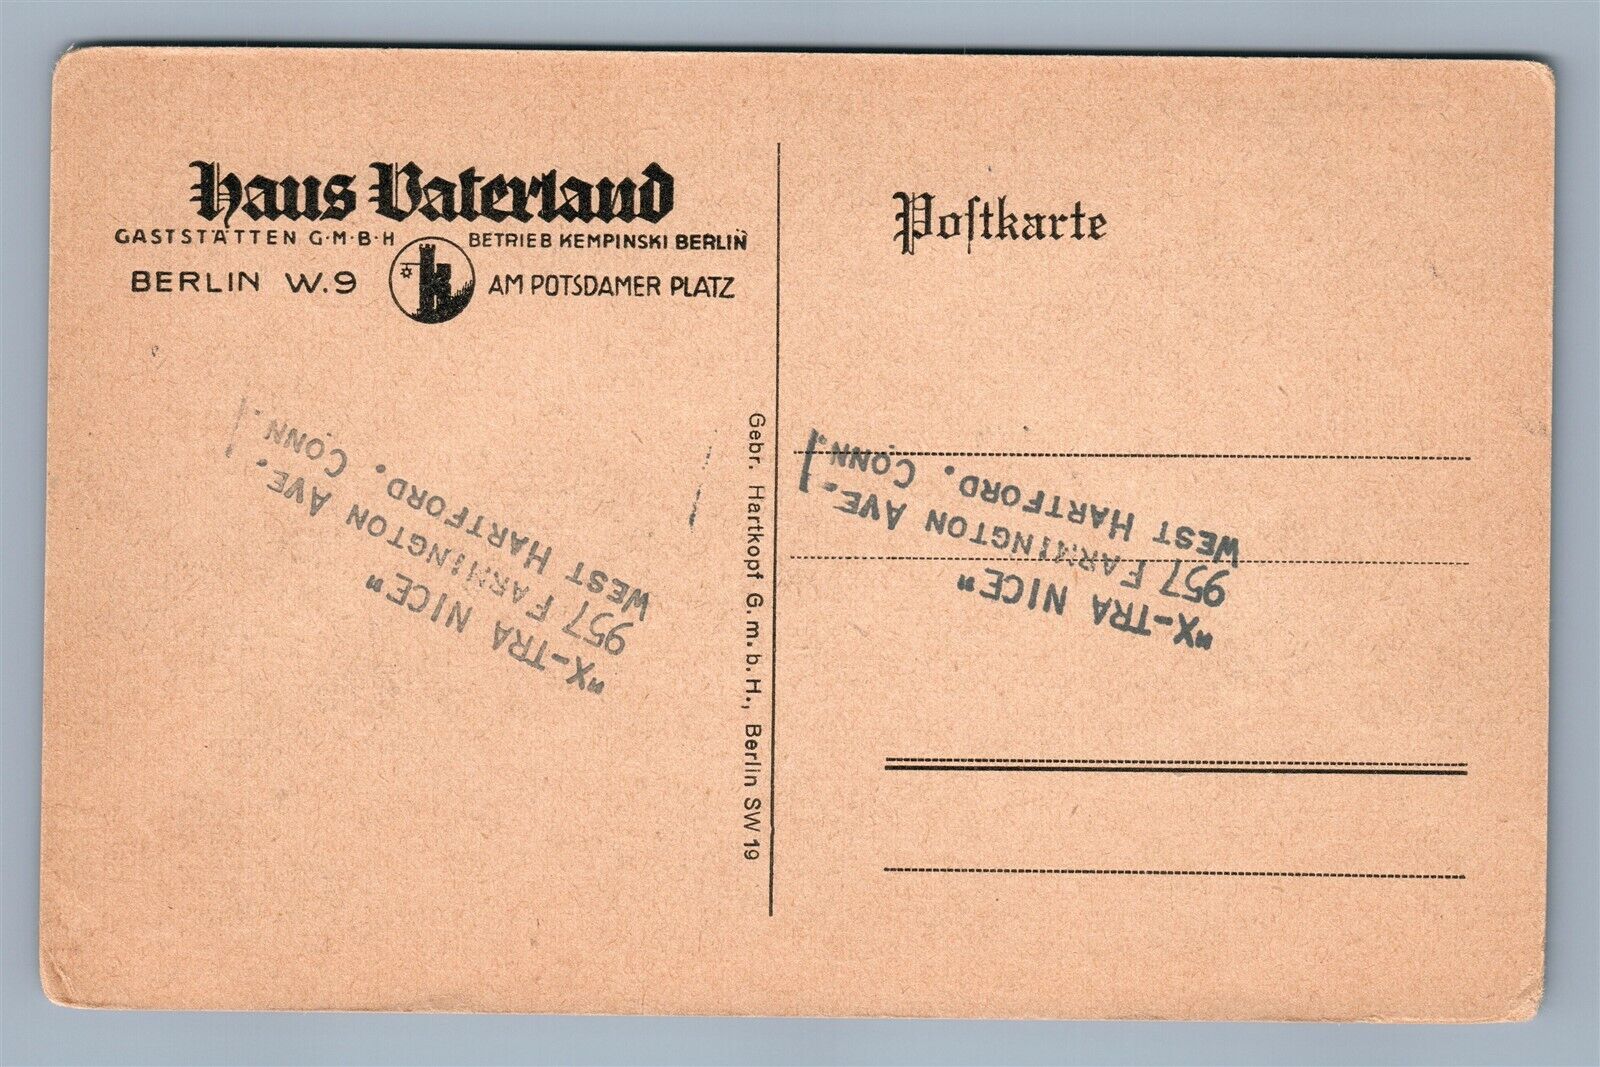 Haus Vaterland
GASTSTÄTTEN G·M·B·H BETRIEB KEMPINSKI BERLIN
BERLIN W.9 AM POTSDAMER PLATZ
Poſtkarte
Gebr. Hartkopf G.m.b.H., Berlin SW 19
"X-TRA NICE"
957 FARMINGTON AVE.
WEST HARTFORD, CONN.
"X-TRA NICE"
957 FARMINGTON AVE.
WEST HARTFORD, CONN.